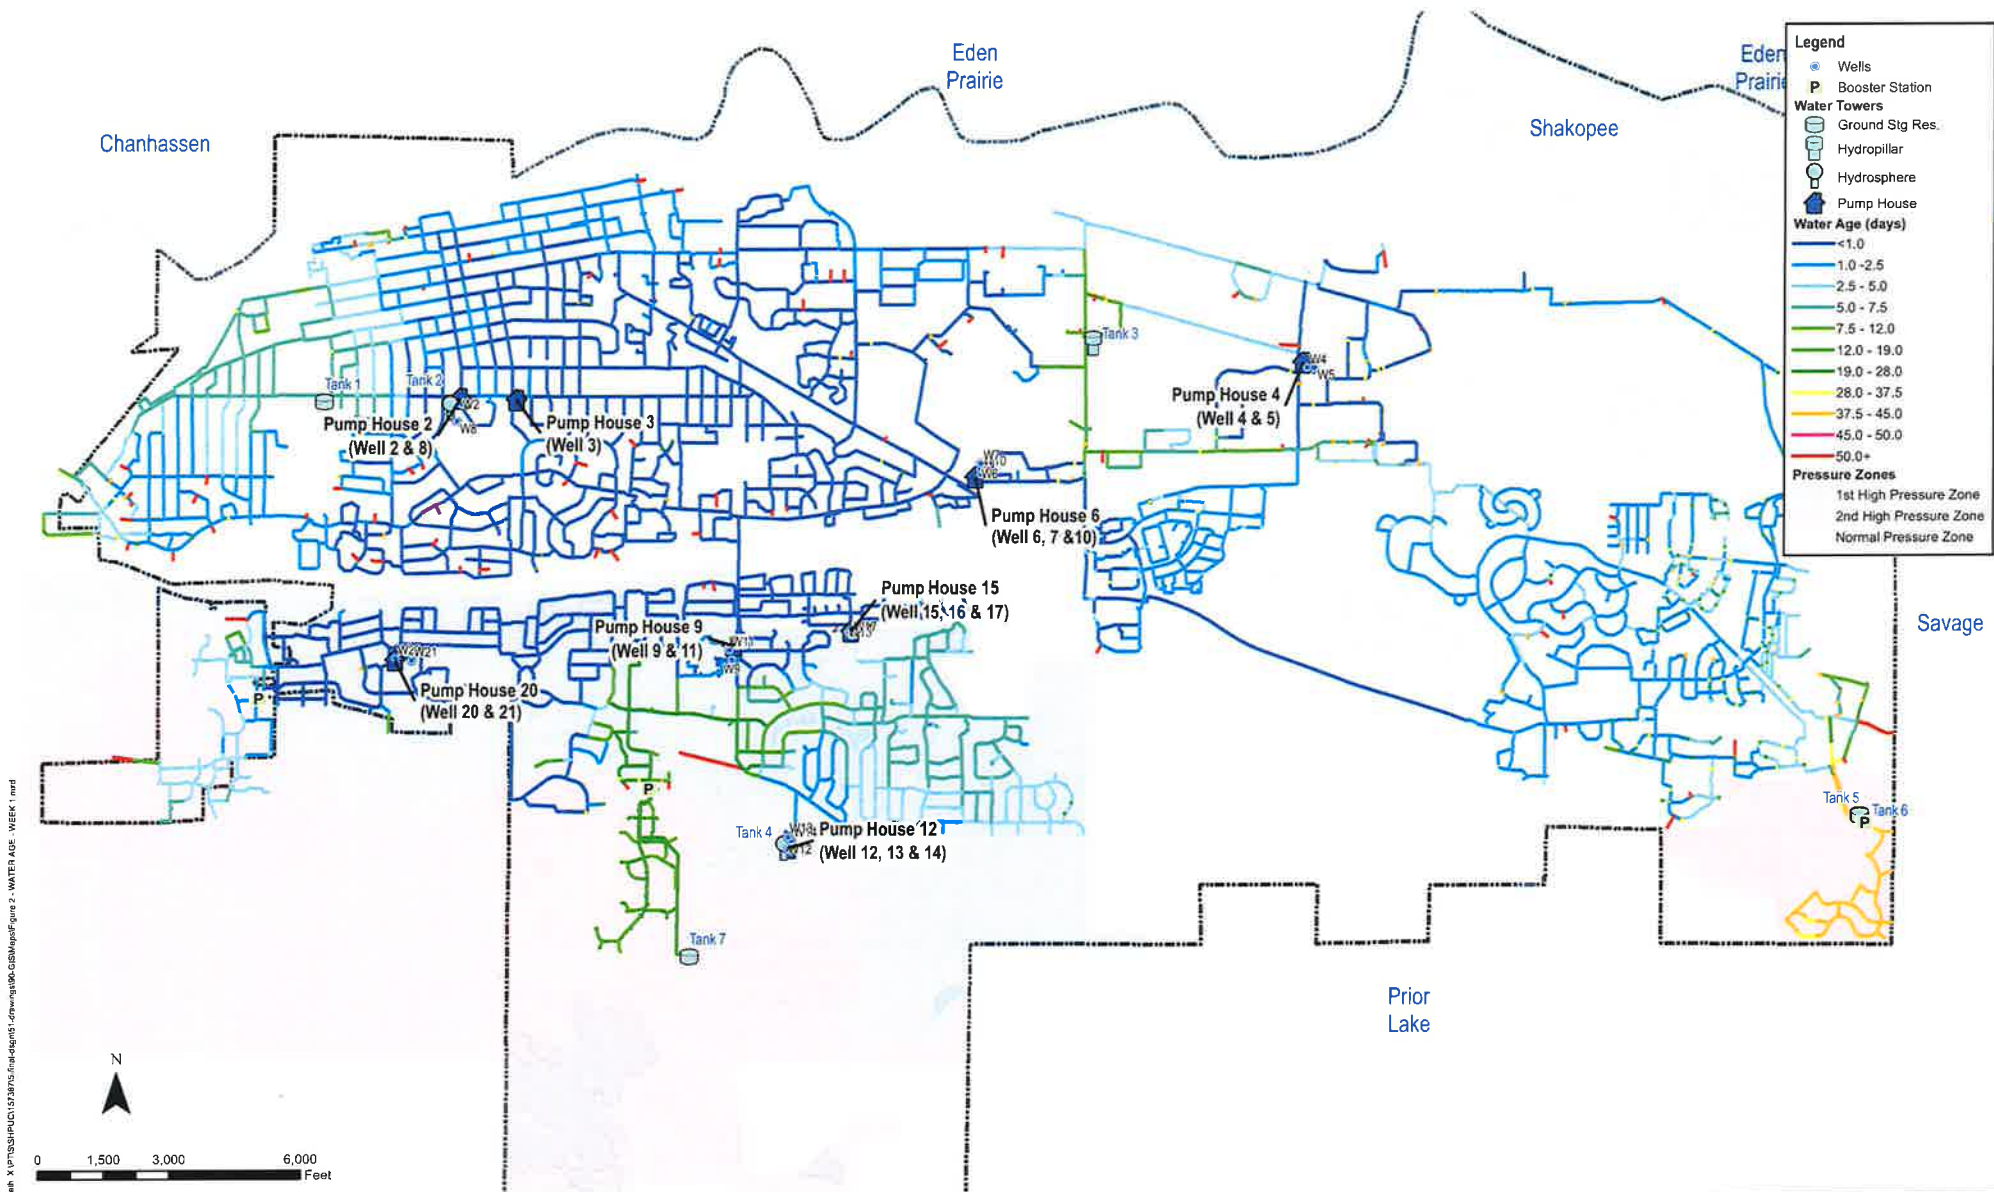 Eden
Prairie
Chanhassen
Shakopee
Eden
Prairie
Legend
Wells
P Booster Station
Water Towers
Ground Stg Res.
Hydropillar
Hydrosphere
Pump House
Water Age (days)
<1.0
1.0 -2.5
2.5 - 5.0
5.0 - 7.5
7.5 - 12.0
12.0 - 19.0
19.0 - 28.0
28.0 - 37.5
37.5 - 45.0
45.0 - 50.0
50.0+
Pressure Zones
1st High Pressure Zone
2nd High Pressure Zone
Normal Pressure Zone
Tank 3
Tank 1
Tank 2
W2
W8
Pump House 2
(Well 2 & 8)
Pump House 3
(Well 3)
W4
W5
Pump House 4
(Well 4 & 5)
Pump House 6
(Well 6, 7 &10)
Pump House 15
(Well 15, 16 & 17)
Pump House 9
(Well 9 & 11)
W9
W21
Pump House 20
(Well 20 & 21)
P
P
Savage
Tank 4
W12
Pump House 12
(Well 12, 13 & 14)
Tank 5
Tank 6
P
Tank 7
Prior
Lake
N
0 1,500 3,000 6,000
Feet